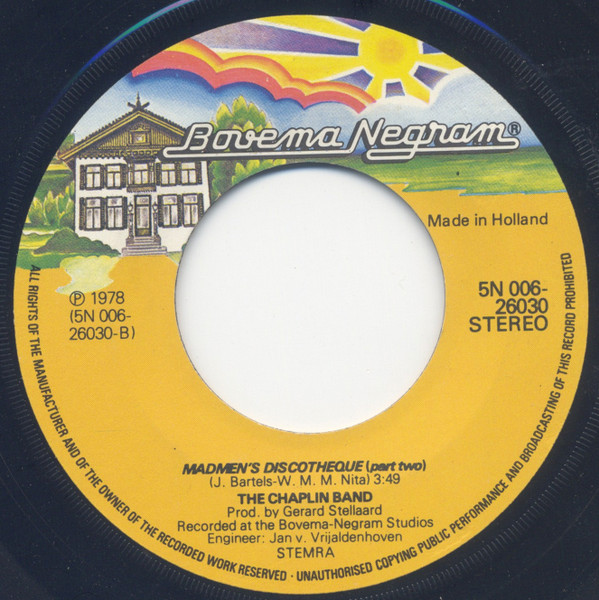 Bovema Negram®
Made in Holland
℗ 1978
(5N 006-
26030-B)
5N 006-
26030
STEREO
MADMEN'S DISCOTHEQUE (part two)
(J. Bartels-W. M. M. Nita) 3:49
THE CHAPLIN BAND
Prod. by Gerard Stellaard
Recorded at the Bovema-Negram Studios
Engineer: Jan v. Vrijaldenhoven
STEMRA
ALL RIGHTS OF THE MANUFACTURER AND OF THE OWNER OF THE RECORDED WORK RESERVED · UNAUTHORISED COPYING PUBLIC PERFORMANCE AND BROADCASTING OF THIS RECORD PROHIBITED